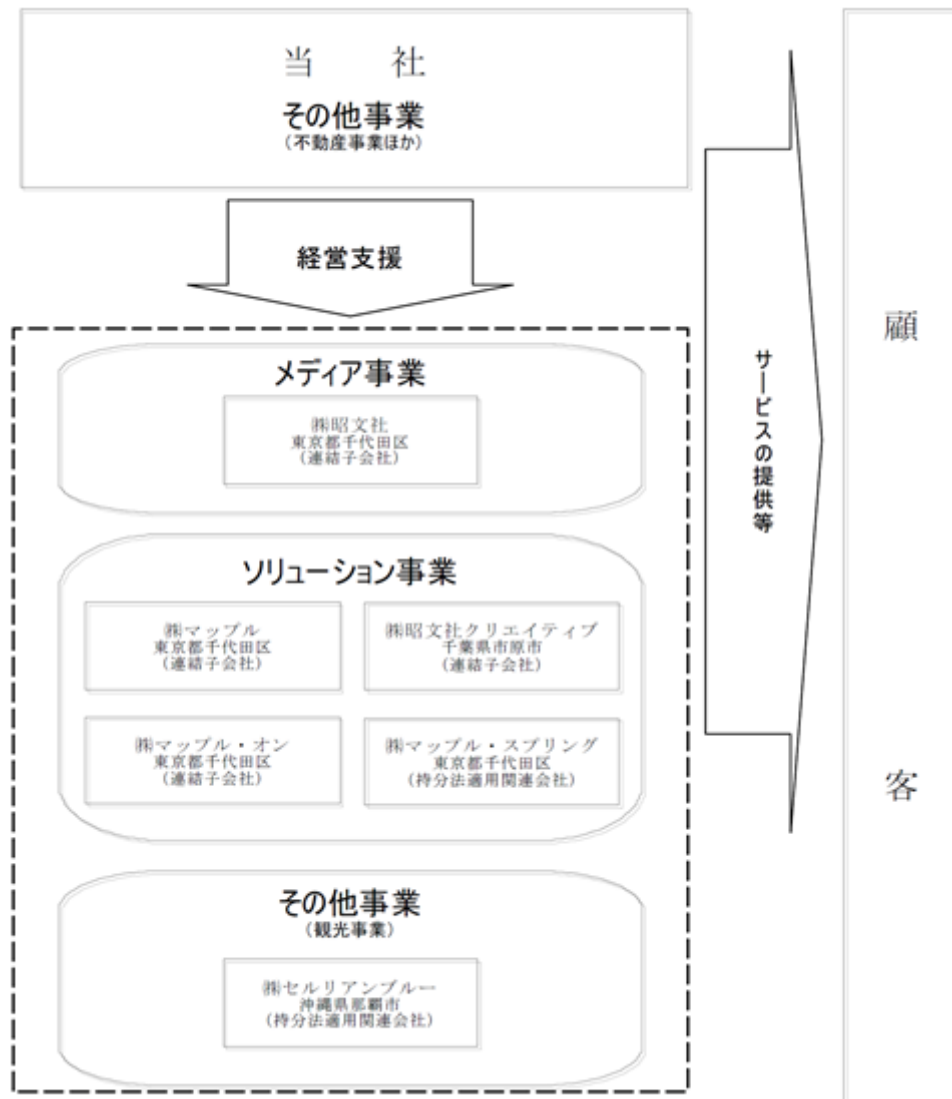 当　社
その他事業
(不動産事業ほか)
経営支援
メディア事業
㈱昭文社
東京都千代田区
(連結子会社)
ソリューション事業
㈱マップル
東京都千代田区
(連結子会社)
㈱昭文社クリエイティブ
千葉県市原市
(連結子会社)
㈱マップル・オン
東京都千代田区
(連結子会社)
㈱マップル・スプリング
東京都千代田区
(持分法適用関連会社)
その他事業
(観光事業)
㈱セルリアンブルー
沖縄県那覇市
(持分法適用関連会社)
サービスの提供等
顧客